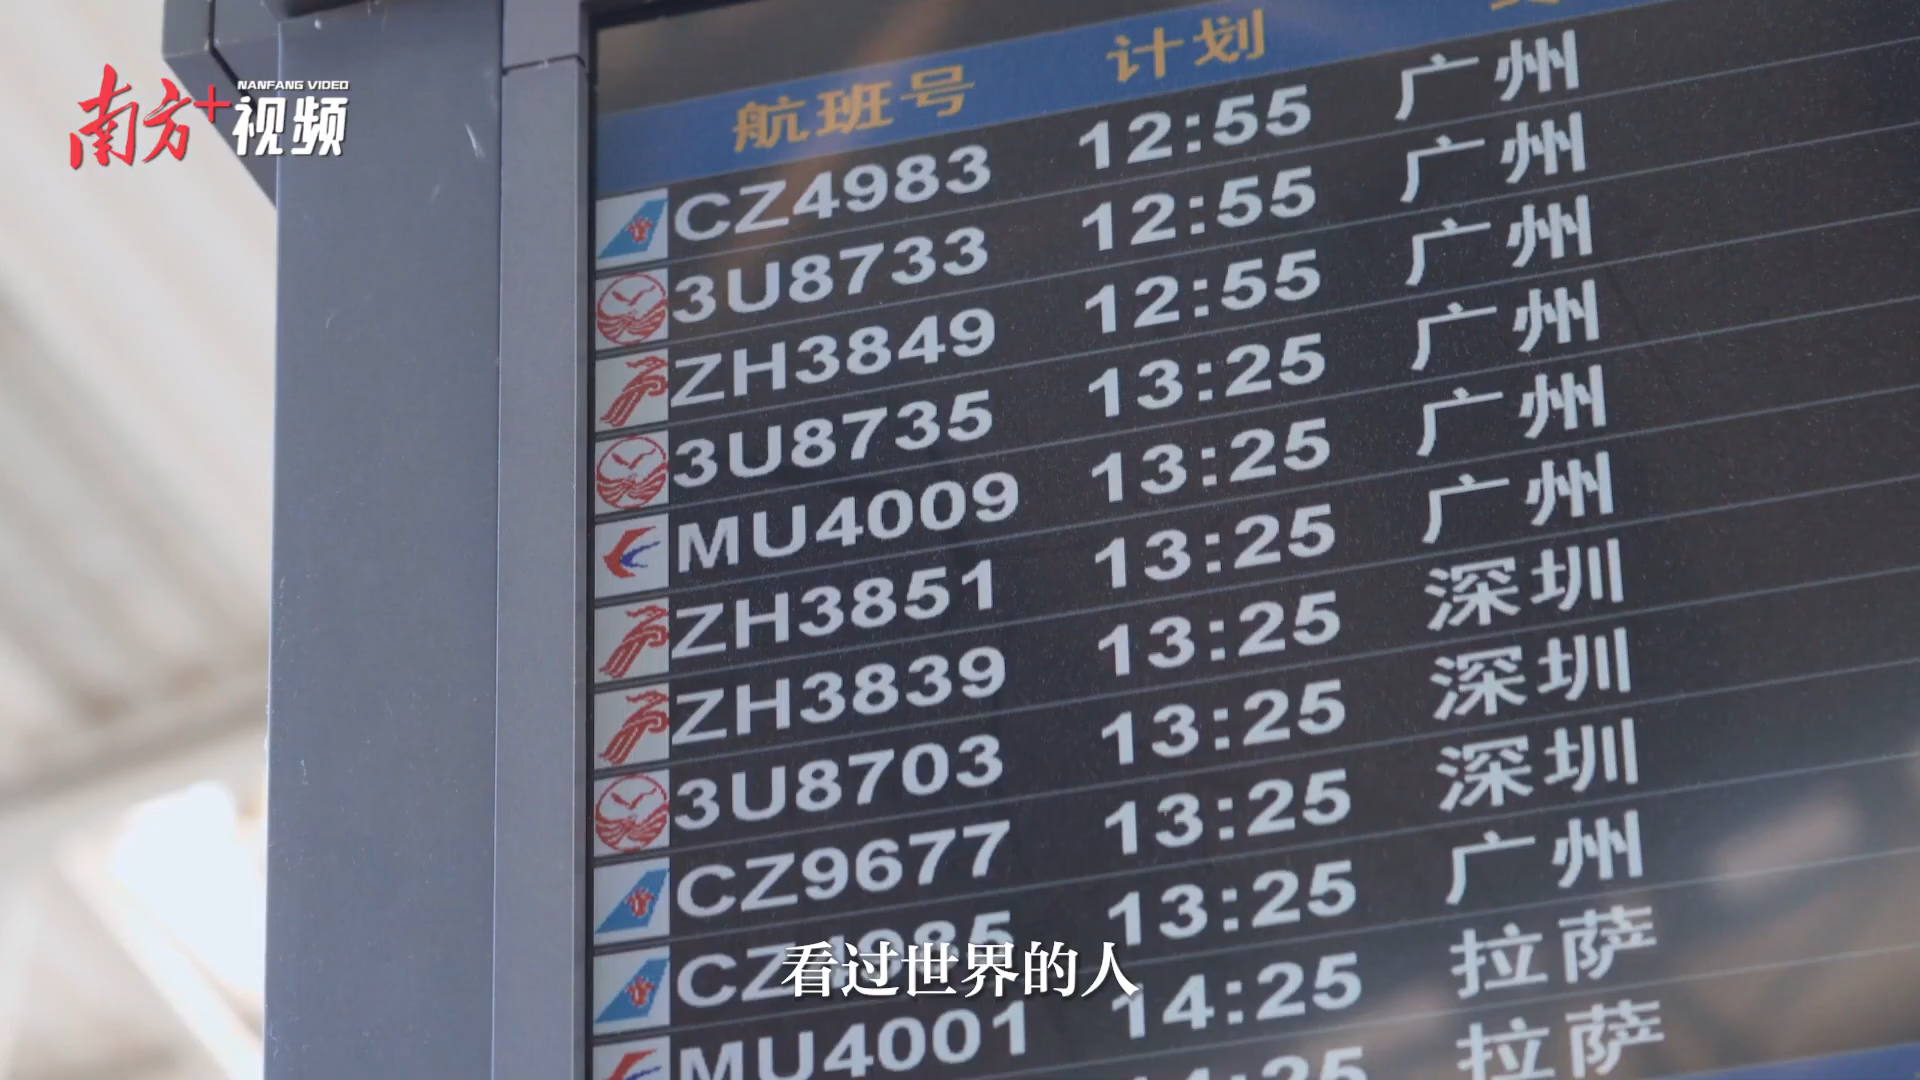 南方+视频
NANFANG VIDEO
航班号 计划
CZ4983 12:55 广州
3U8733 12:55 广州
ZH3849 12:55 广州
3U8735 13:25 广州
MU4009 13:25 广州
ZH3851 13:25 广州
ZH3839 13:25 深圳
3U8703 13:25 深圳
CZ9677 13:25 深圳
13:25 广州
MU4001 14:25 拉萨
拉萨
看过世界的人